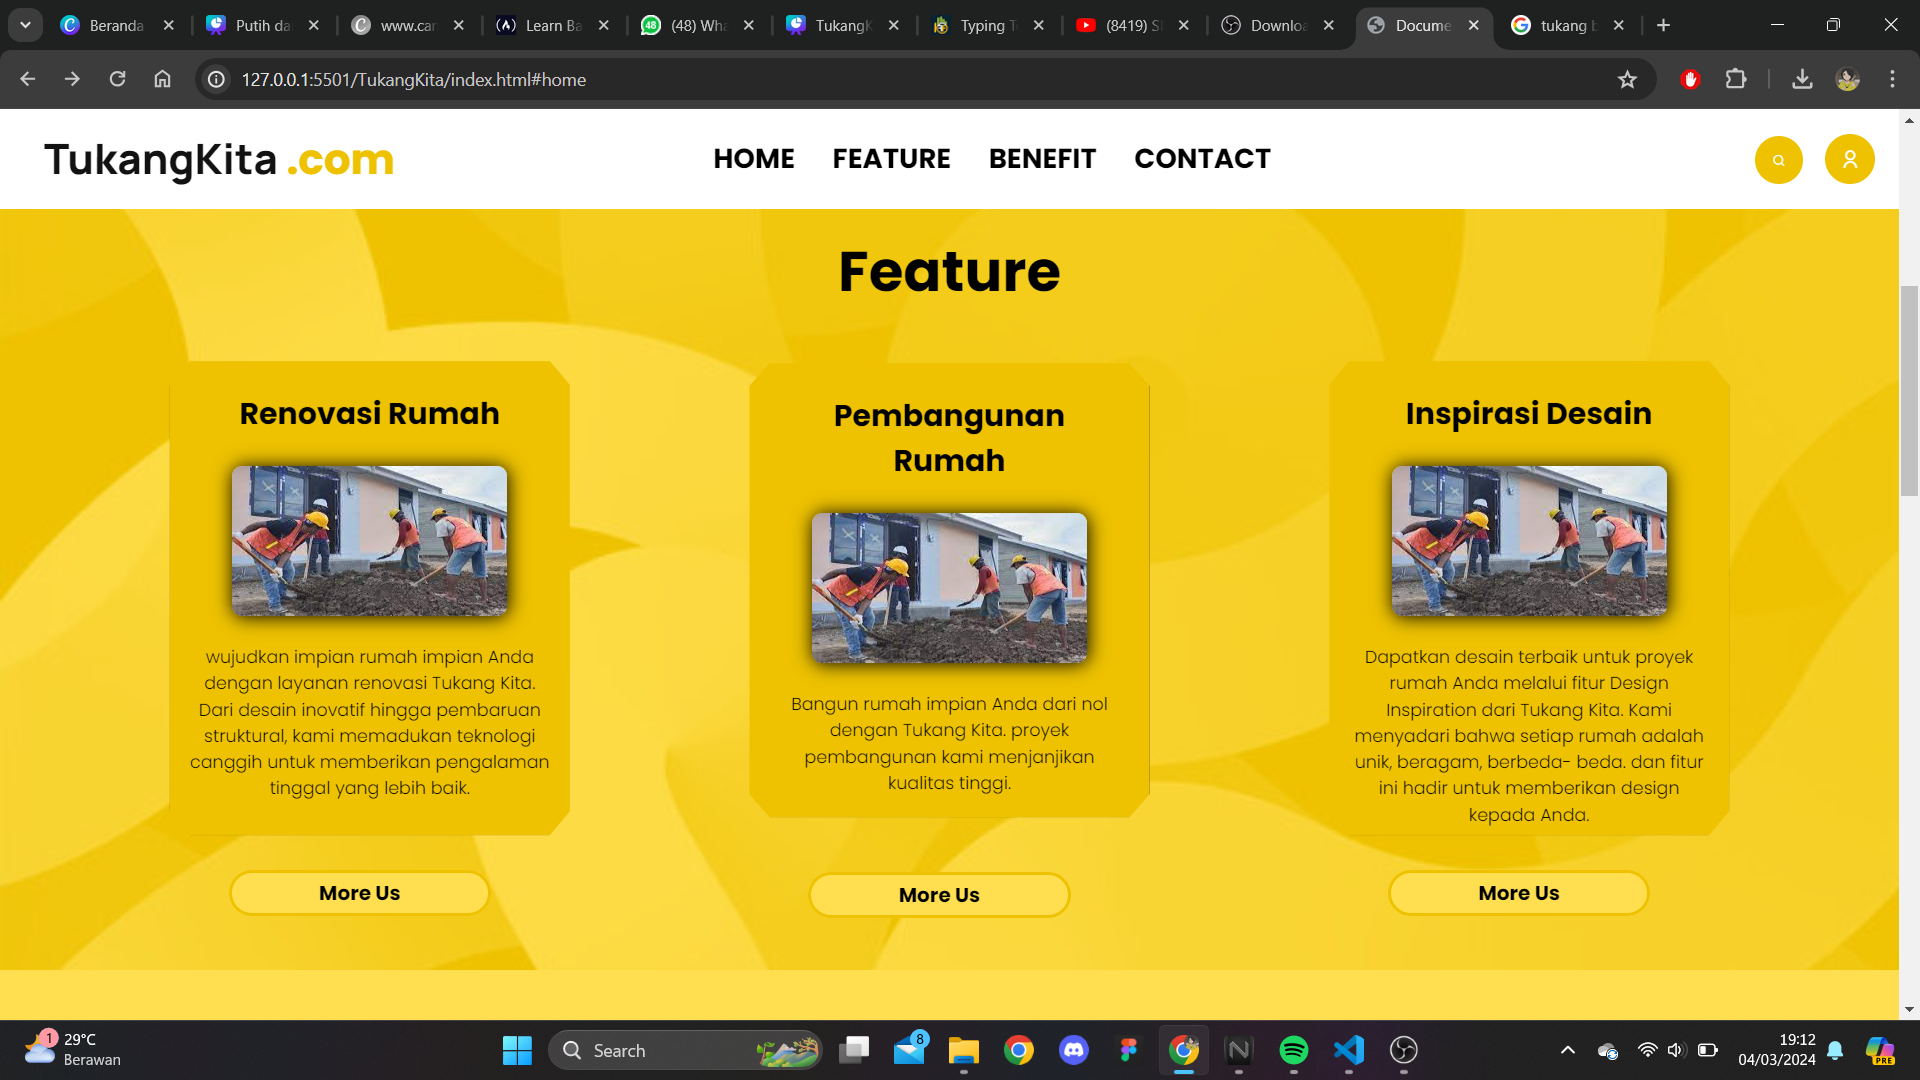 Beranda
Putih da
www.can
Learn Ba
(48) Wha
TukangK
Typing T
(8419) S
Downloa
Docume
tukang b
127.0.0.1:5501/TukangKita/index.html#home
TukangKita .com
HOME FEATURE BENEFIT CONTACT
Feature
Renovasi Rumah
wujudkan impian rumah impian Anda
dengan layanan renovasi Tukang Kita.
Dari desain inovatif hingga pembaruan
struktural, kami memadukan teknologi
canggih untuk memberikan pengalaman
tinggal yang lebih baik.
More Us
Pembangunan
Rumah
Bangun rumah impian Anda dari nol
dengan Tukang Kita. proyek
pembangunan kami menjanjikan
kualitas tinggi.
More Us
Inspirasi Desain
Dapatkan desain terbaik untuk proyek
rumah Anda melalui fitur Design
Inspiration dari Tukang Kita. Kami
menyadari bahwa setiap rumah adalah
unik, beragam, berbeda- beda. dan fitur
ini hadir untuk memberikan design
kepada Anda.
More Us
1
29°C
Berawan
Search
8
19:12
04/03/2024
PRE